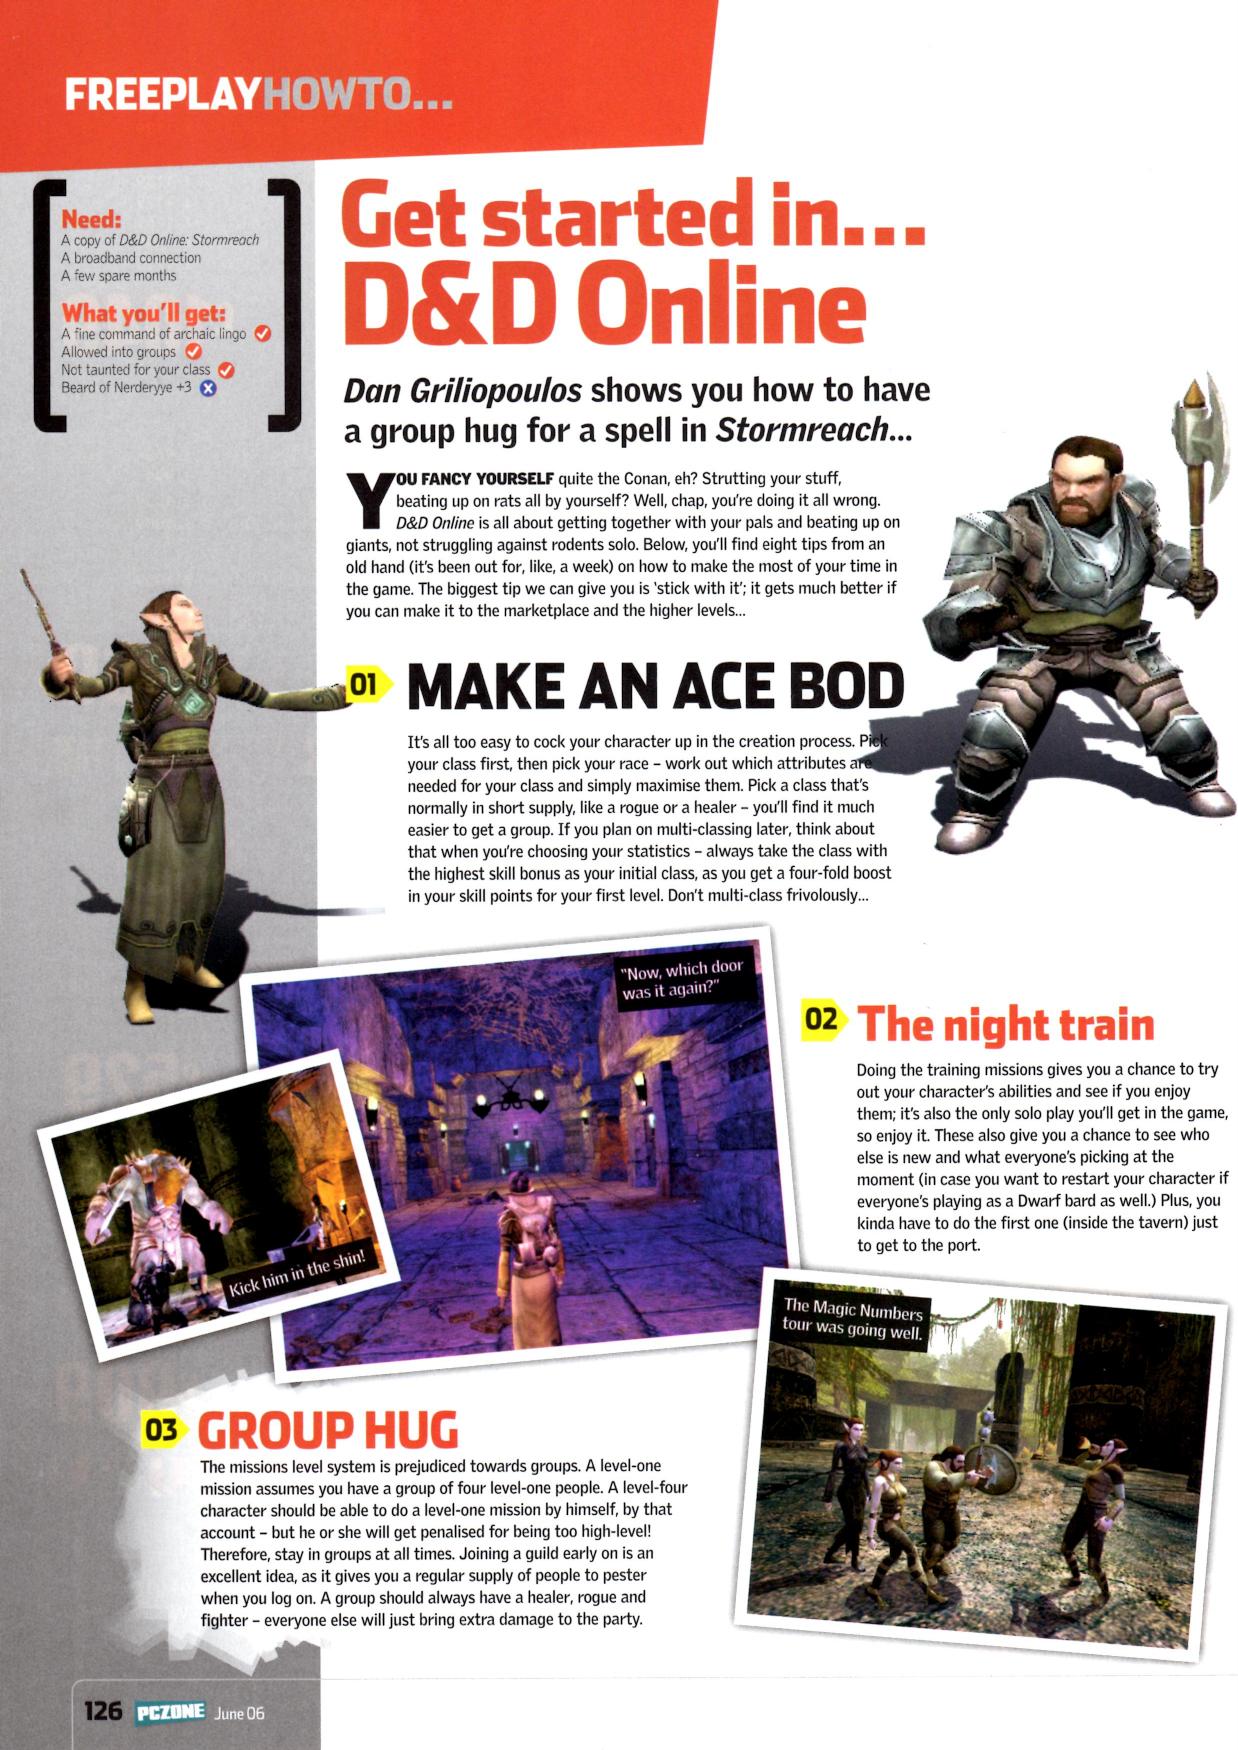 FREEPLAYHOWTO...
Need:
A copy of D&D Online: Stormreach
A broadband connection
A few spare months
What you'll get:
A fine command of archaic lingo
Allowed into groups
Not taunted for your class
Beard of Nerderyye +3
Get started in...
D&D Online
Dan Griliopoulos shows you how to have
a group hug for a spell in Stormreach...
YOU FANCY YOURSELF quite the Conan, eh? Strutting your stuff,
beating up on rats all by yourself? Well, chap, you're doing it all wrong.
D&D Online is all about getting together with your pals and beating up on
giants, not struggling against rodents solo. Below, you'll find eight tips from an
old hand (it's been out for, like, a week) on how to make the most of your time in
the game. The biggest tip we can give you is 'stick with it'; it gets much better if
you can make it to the marketplace and the higher levels...
01 MAKE AN ACE BOD
It's all too easy to cock your character up in the creation process. Pick
your class first, then pick your race – work out which attributes are
needed for your class and simply maximise them. Pick a class that's
normally in short supply, like a rogue or a healer – you'll find it much
easier to get a group. If you plan on multi-classing later, think about
that when you're choosing your statistics – always take the class with
the highest skill bonus as your initial class, as you get a four-fold boost
in your skill points for your first level. Don't multi-class frivolously...
"Now, which door
was it again?"
Kick him in the shin!
02 The night train
Doing the training missions gives you a chance to try
out your character's abilities and see if you enjoy
them; it's also the only solo play you'll get in the game,
so enjoy it. These also give you a chance to see who
else is new and what everyone's picking at the
moment (in case you want to restart your character if
everyone's playing as a Dwarf bard as well.) Plus, you
kinda have to do the first one (inside the tavern) just
to get to the port.
The Magic Numbers
tour was going well.
03 GROUP HUG
The missions level system is prejudiced towards groups. A level-one
mission assumes you have a group of four level-one people. A level-four
character should be able to do a level-one mission by himself, by that
account – but he or she will get penalised for being too high-level!
Therefore, stay in groups at all times. Joining a guild early on is an
excellent idea, as it gives you a regular supply of people to pester
when you log on. A group should always have a healer, rogue and
fighter – everyone else will just bring extra damage to the party.
126 PCZONE June 06